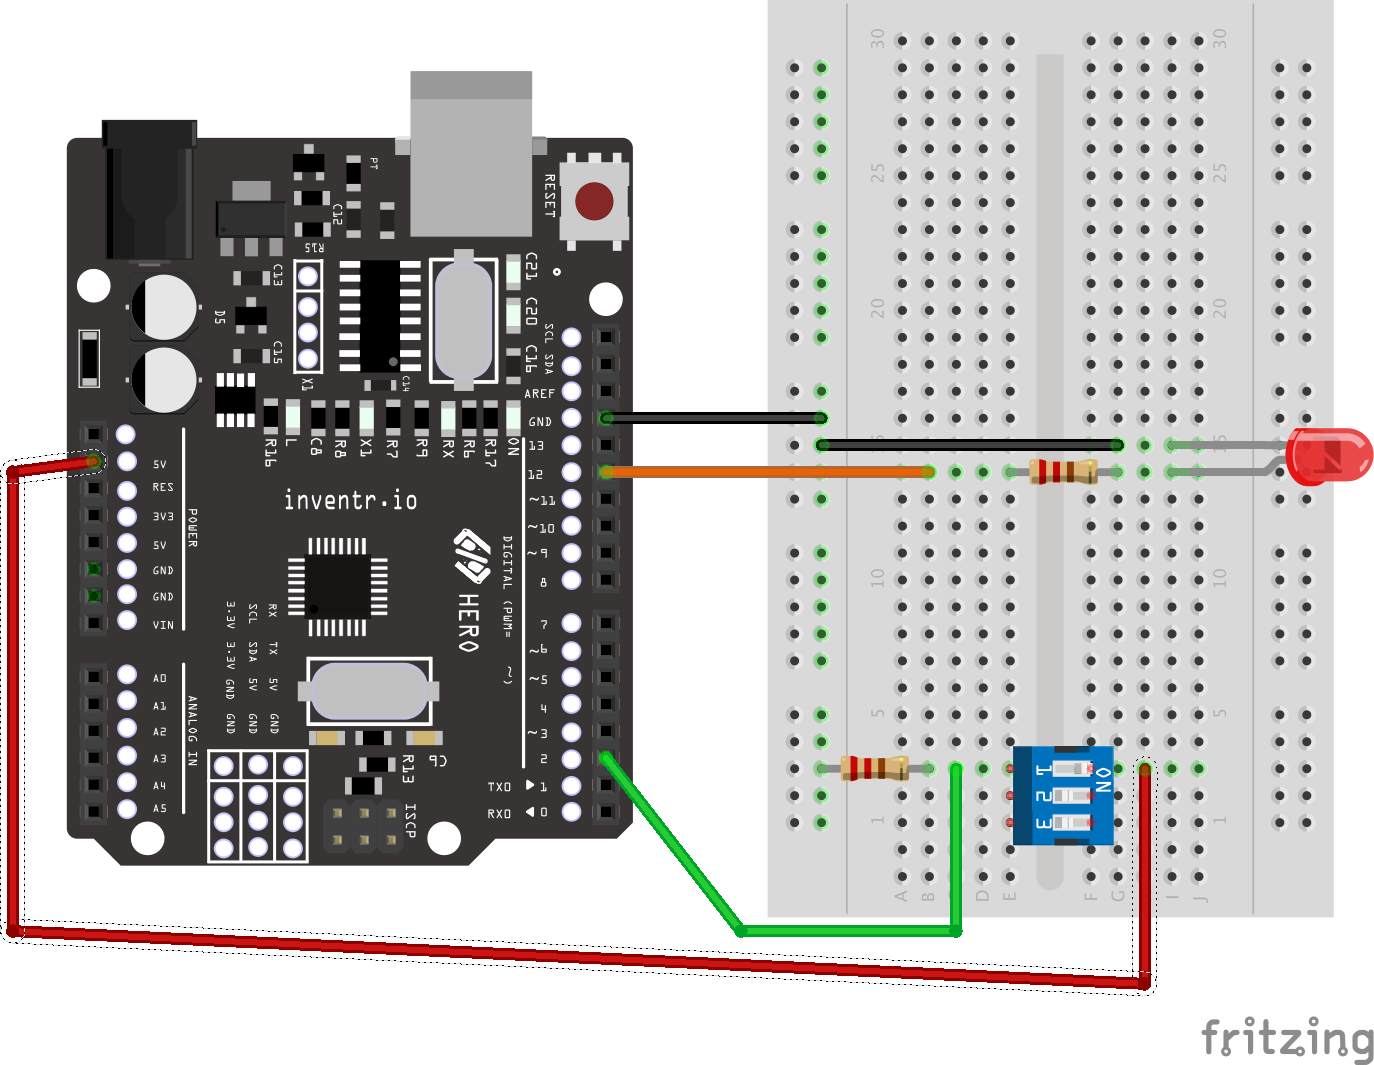 30
30
PT
RESET
C12
R15
C21
25
25
C13
C20
20
20
D5
SCL
C15
C16
SDA
X1
C14
AREF
GND
R16
L
C8
R8
X1
R7
R9
RX
R6
R17
ON
13
15
5V
12
RES
inventr.io
~11
3V3
POWER
~10
5V
DIGITAL (PWM= ~)
~9
GND
8
10
10
GND
HERO
3.3V
SCL
RX
VIN
7
3.3V
SDA
TX
~6
A0
GND
5V
5V
~5
A1
4
GND
GND
GND
5
5
A2
ANALOG IN
~3
A3
R13
C9
2
1
ON
A4
TX0
1
2
A5
ISCP
RX0
0
1
3
1
A
B
D
E
F
G
I
J
fritzing